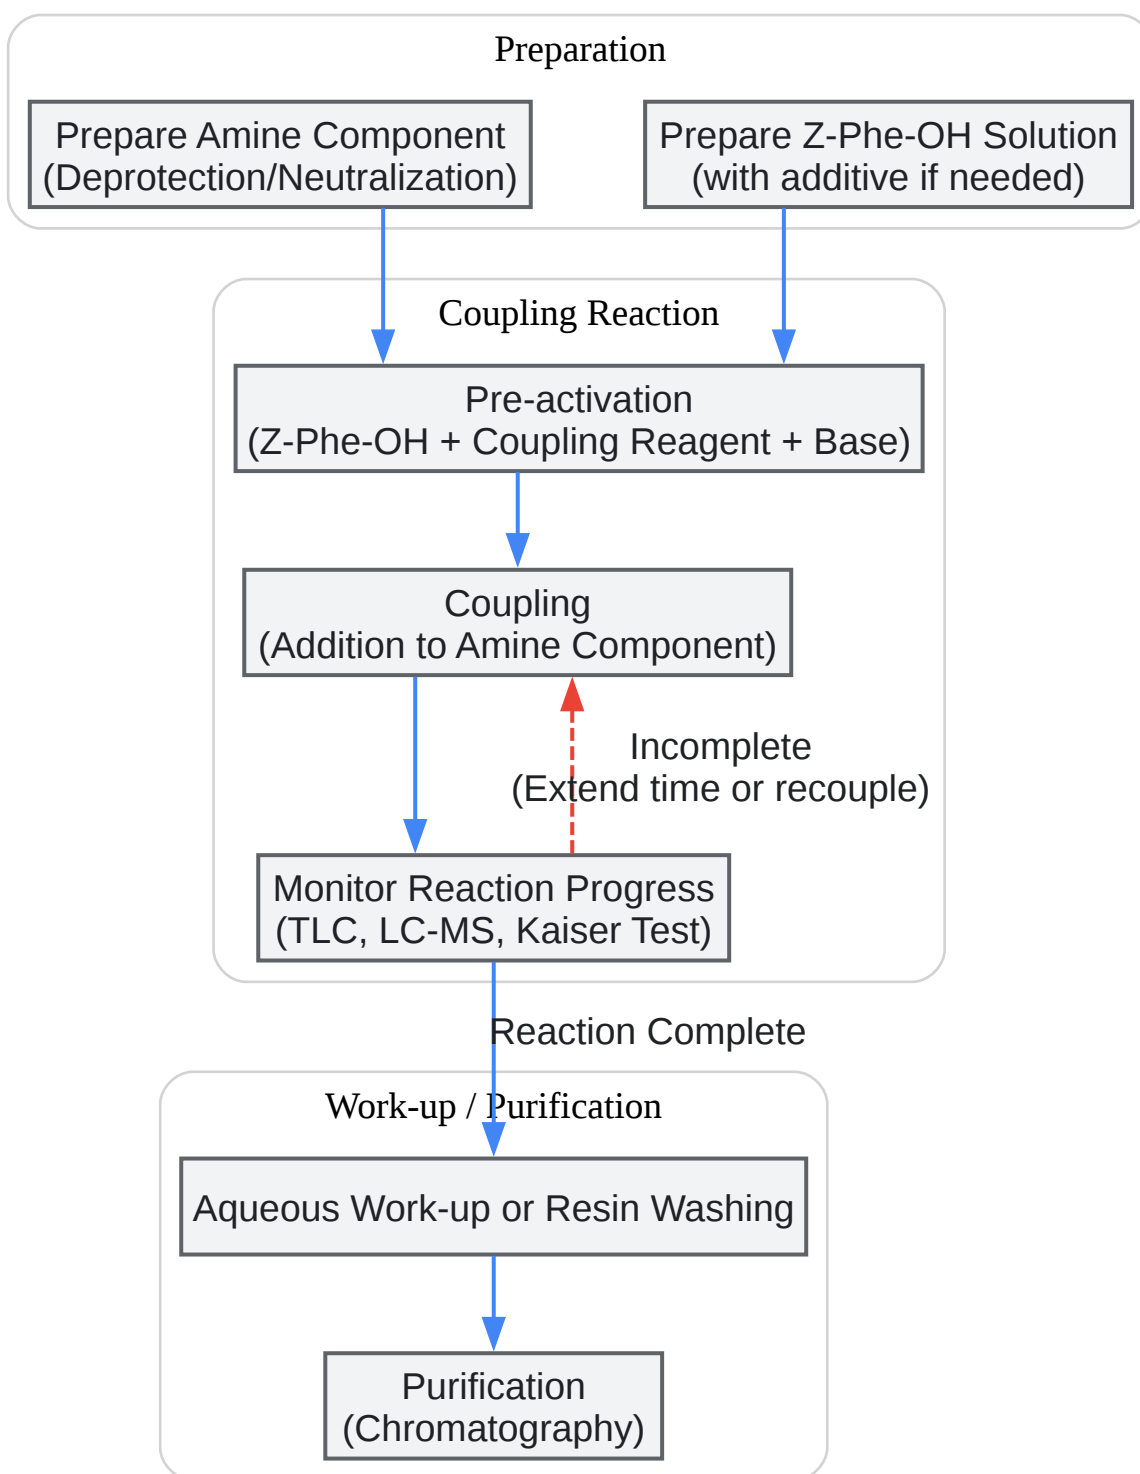 Preparation
Prepare Amine Component
(Deprotection/Neutralization)
Prepare Z-Phe-OH Solution
(with additive if needed)
Coupling Reaction
Pre-activation
(Z-Phe-OH + Coupling Reagent + Base)
Coupling
(Addition to Amine Component)
Incomplete
(Extend time or recouple)
Monitor Reaction Progress
(TLC, LC-MS, Kaiser Test)
Reaction Complete
Work-up / Purification
Aqueous Work-up or Resin Washing
Purification
(Chromatography)